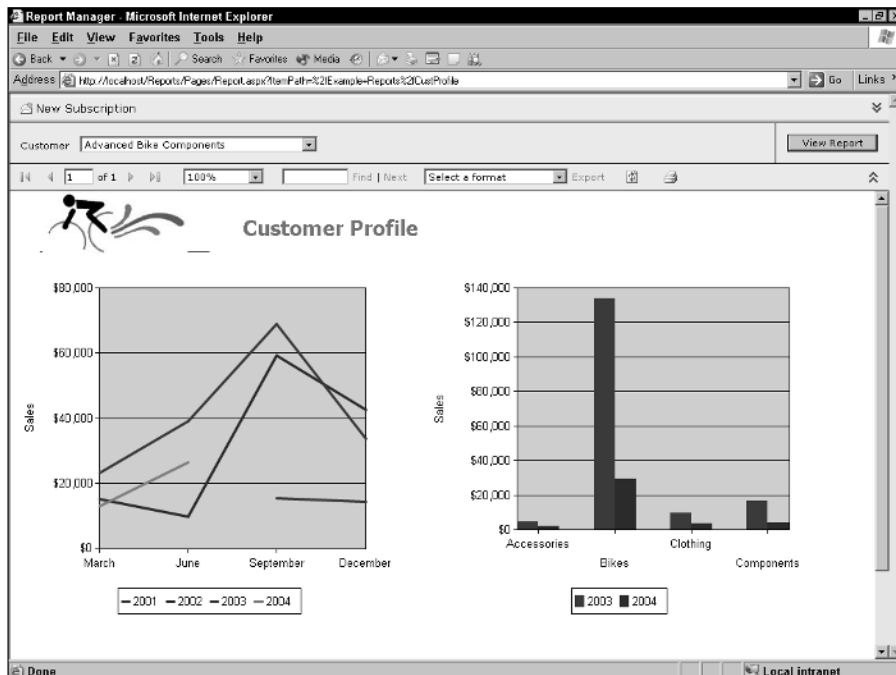 Report Manager - Microsoft Internet Explorer
File Edit View Favorites Tools Help
Back Search Favorites Media
Address http://localhost/Reports/Pages/Report.aspx?ItemPath=%2fExample+Reports%2fCustProfile Go Links
New Subscription
Customer Advanced Bike Components View Report
1 of 1 100% Find | Next Select a format Export
Customer Profile
$80,000
$60,000
$40,000
$20,000
$0
Sales
March June September December
2001 2002 2003 2004
$140,000
$120,000
$100,000
$80,000
$60,000
$40,000
$20,000
$0
Sales
Accessories Clothing
Bikes Components
2003 2004
Done Local intranet